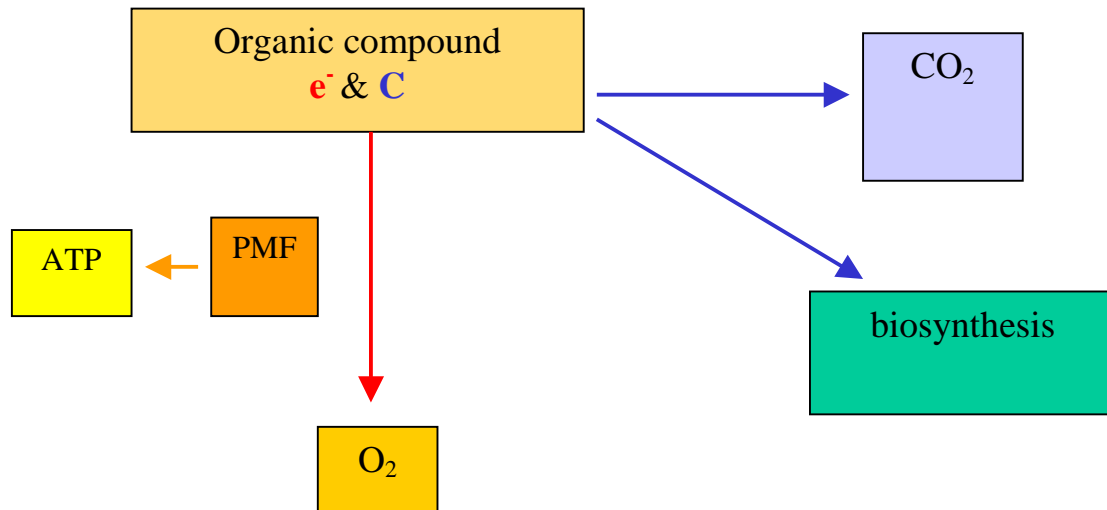 Organic compound
e⁻ & C
CO₂
ATP
PMF
biosynthesis
O₂